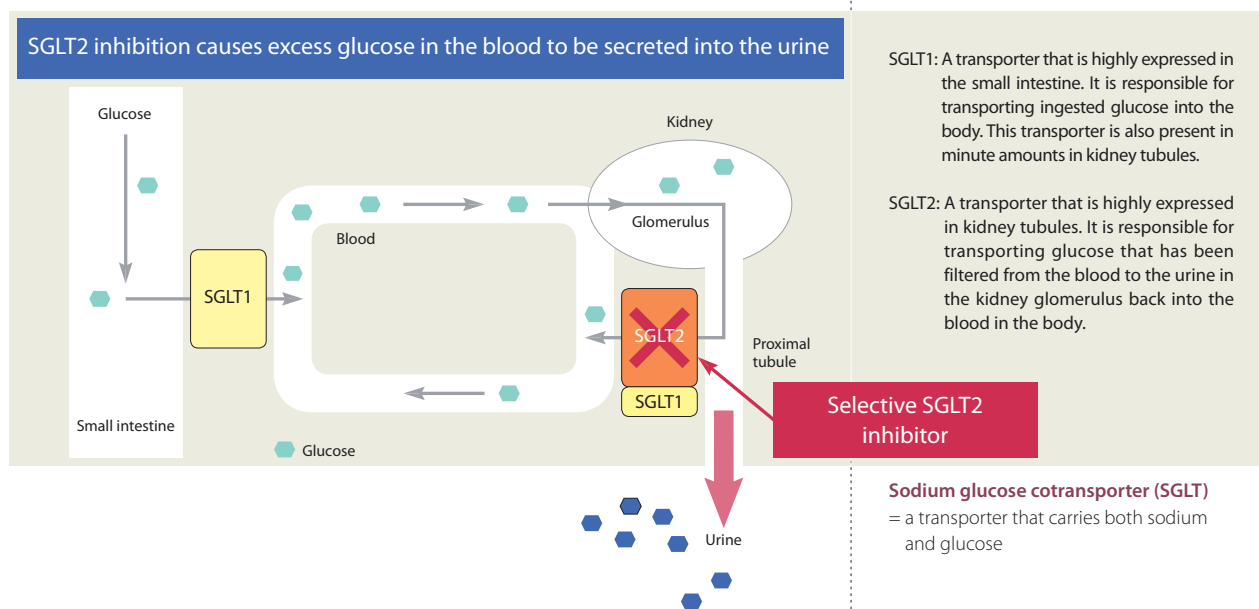 SGLT2 inhibition causes excess glucose in the blood to be secreted into the urine
Glucose
Kidney
Blood
Glomerulus
SGLT1
SGLT2
Proximal
tubule
SGLT1
Selective SGLT2
inhibitor
Small intestine
Glucose
Urine
SGLT1: A transporter that is highly expressed in
the small intestine. It is responsible for
transporting ingested glucose into the
body. This transporter is also present in
minute amounts in kidney tubules.
SGLT2: A transporter that is highly expressed
in kidney tubules. It is responsible for
transporting glucose that has been
filtered from the blood to the urine in
the kidney glomerulus back into the
blood in the body.
Sodium glucose cotransporter (SGLT)
= a transporter that carries both sodium
and glucose